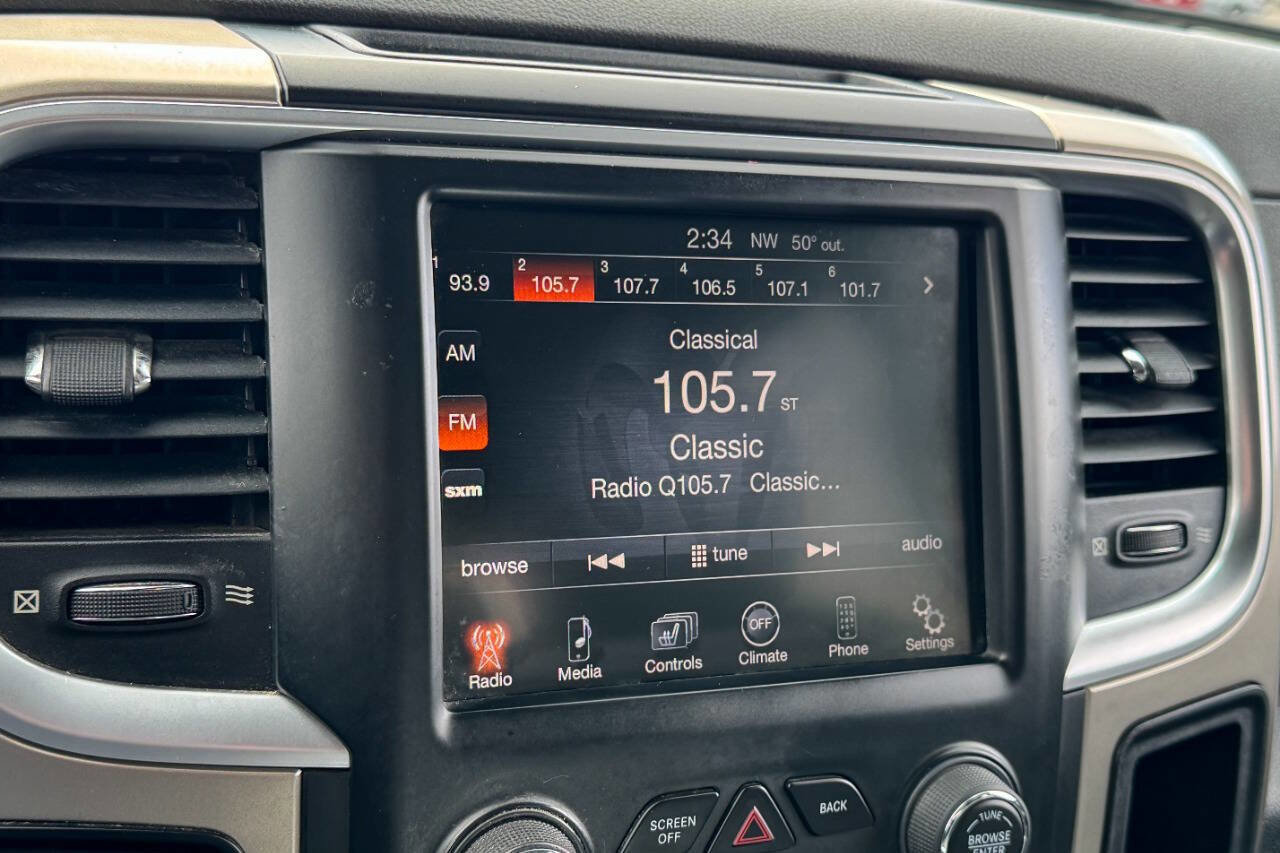 2:34 NW 50° out.
1 93.9 2 105.7 3 107.7 4 106.5 5 107.1 6 101.7
AM
FM
sxm
Classical
105.7 ST
Classic
Radio Q105.7 Classic...
browse tune audio
Radio Media Controls OFF Climate Phone Settings
SCREEN OFF
BACK
TUNE
BROWSE
ENTER